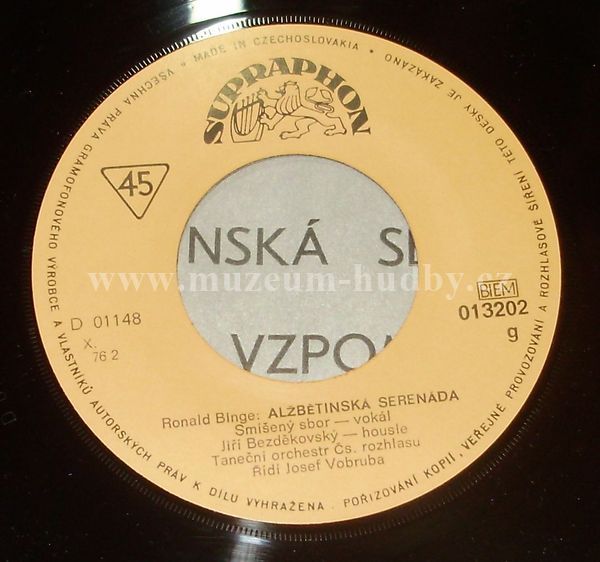 VŠECHNA PRÁVA GRAMOFONOVÉHO VÝROBCE A VLASTNÍKŮ AUTORSKÝCH PRÁV K DÍLU VYHRAŽENA. POŘIZOVÁNÍ KOPIÍ, VEŘEJNÉ PROVOZOVÁNÍ A ROZHLASOVÉ ŠÍŘENÍ TÉTO DESKY JE ZAKÁZÁNO • MADE IN CZECHOSLOVAKIA •
SUPRAPHON
45
NSKÁ SE
www.muzeum-hudby.cz
VZPO
D 01148
X.
76 2
BIEM
013202
g
Ronald Binge: ALŽBĚTINSKÁ SERENÁDA
Smíšený sbor — vokál
Jiří Bezděkovský — housle
Taneční orchestr Čs. rozhlasu
Řídí Josef Vobruba